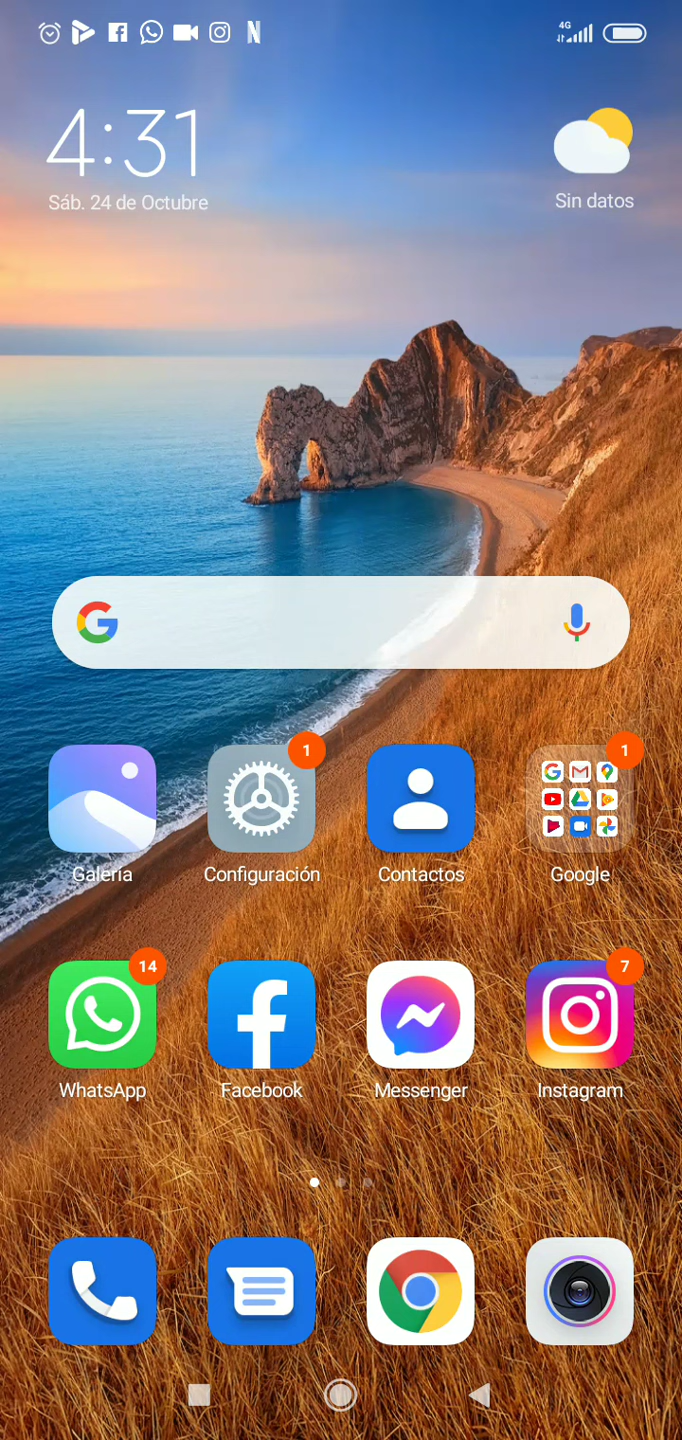 4G
4:31
Sáb. 24 de Octubre
Sin datos
1
1
Galería
Configuración
Contactos
Google
14
7
WhatsApp
Facebook
Messenger
Instagram